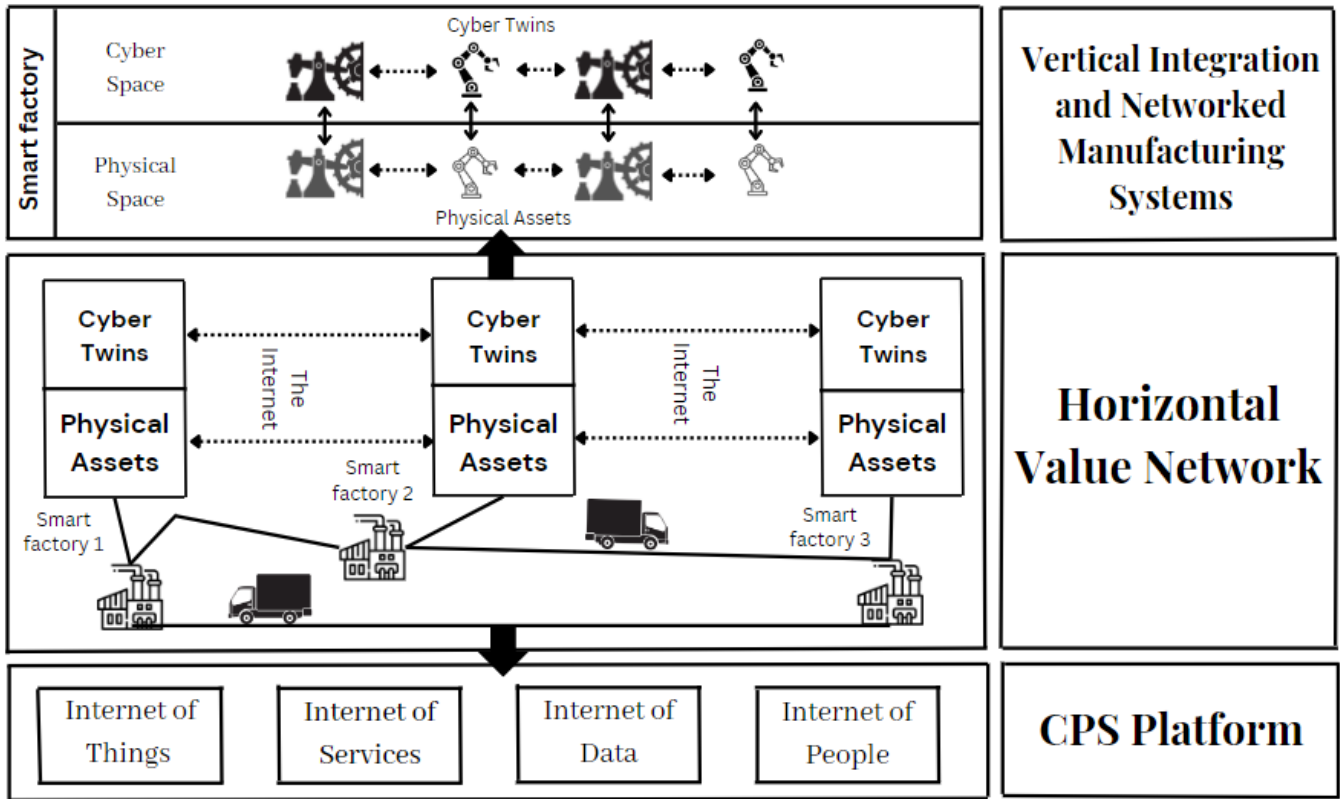 Smart factory
Cyber
Space
Cyber Twins
Physical
Space
Physical Assets
Vertical Integration
and Networked
Manufacturing
Systems
Cyber
Twins
Physical
Assets
The
Internet
Cyber
Twins
Physical
Assets
The
Internet
Cyber
Twins
Physical
Assets
Smart
factory 1
Smart
factory 2
Smart
factory 3
Horizontal
Value Network
Internet of
Things
Internet of
Services
Internet of
Data
Internet of
People
CPS Platform